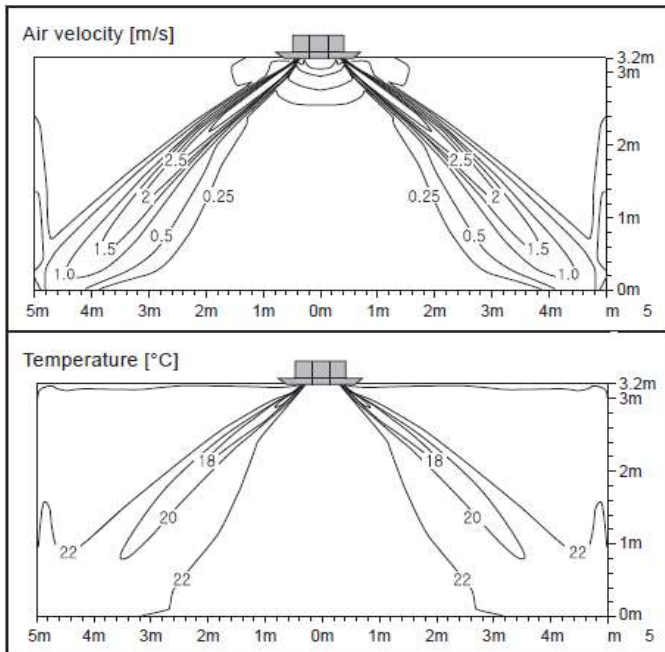 Air velocity [m/s]
3.2m
3m
2.5 2.5
2m
2 2
0.25 0.25
1m
0.5 0.5
1.5 1.5
1.0 1.0
0m
5m 4m 3m 2m 1m 0m 1m 2m 3m 4m m 5
Temperature [°C]
3.2m
3m
18 18
2m
20 20
22 22
1m
22 22
0m
5m 4m 3m 2m 1m 0m 1m 2m 3m 4m m 5